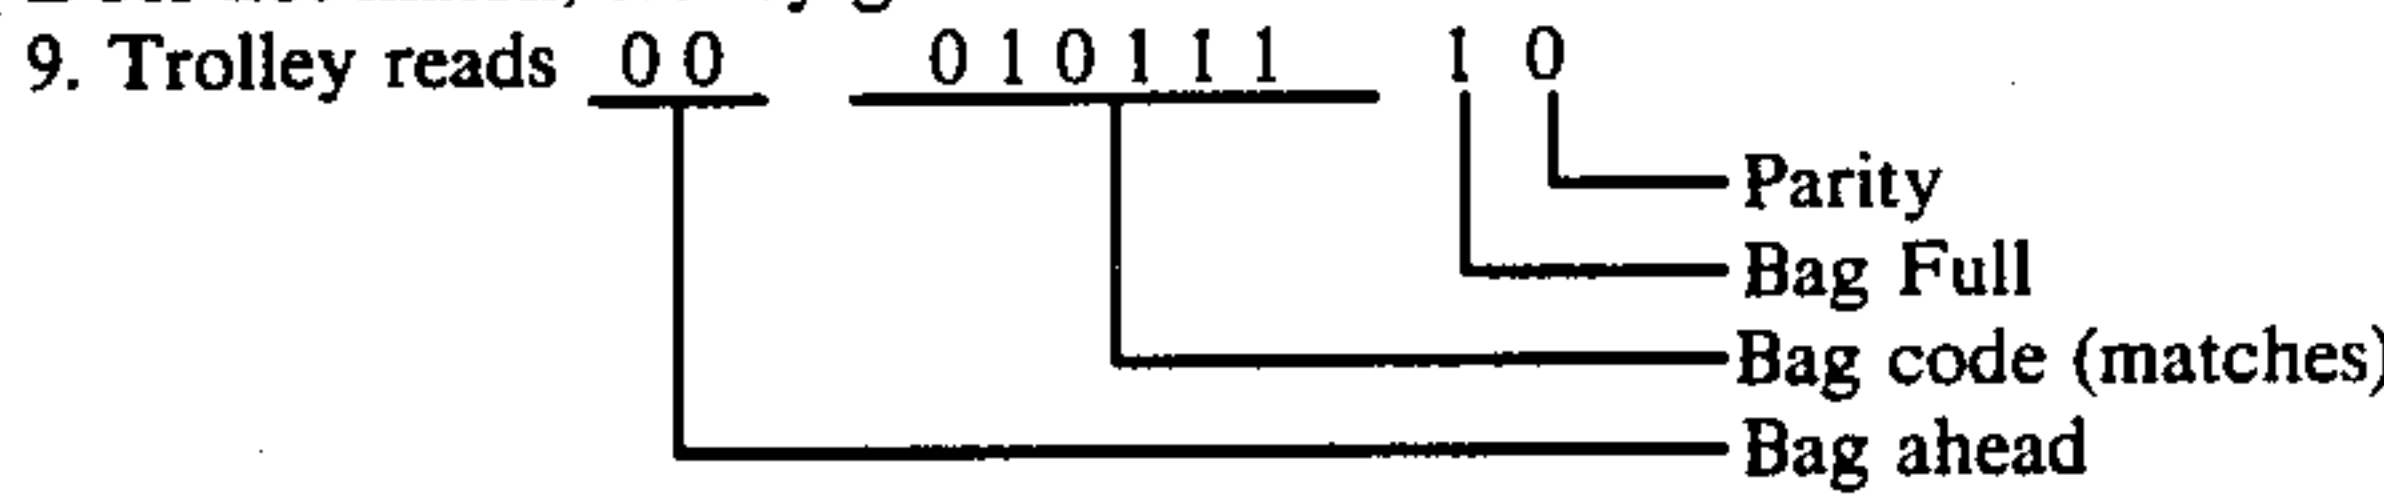 9. Trolley reads 0 0 0 1 0 1 1 1 1 0
Parity
Bag Full
Bag code (matches)
Bag ahead